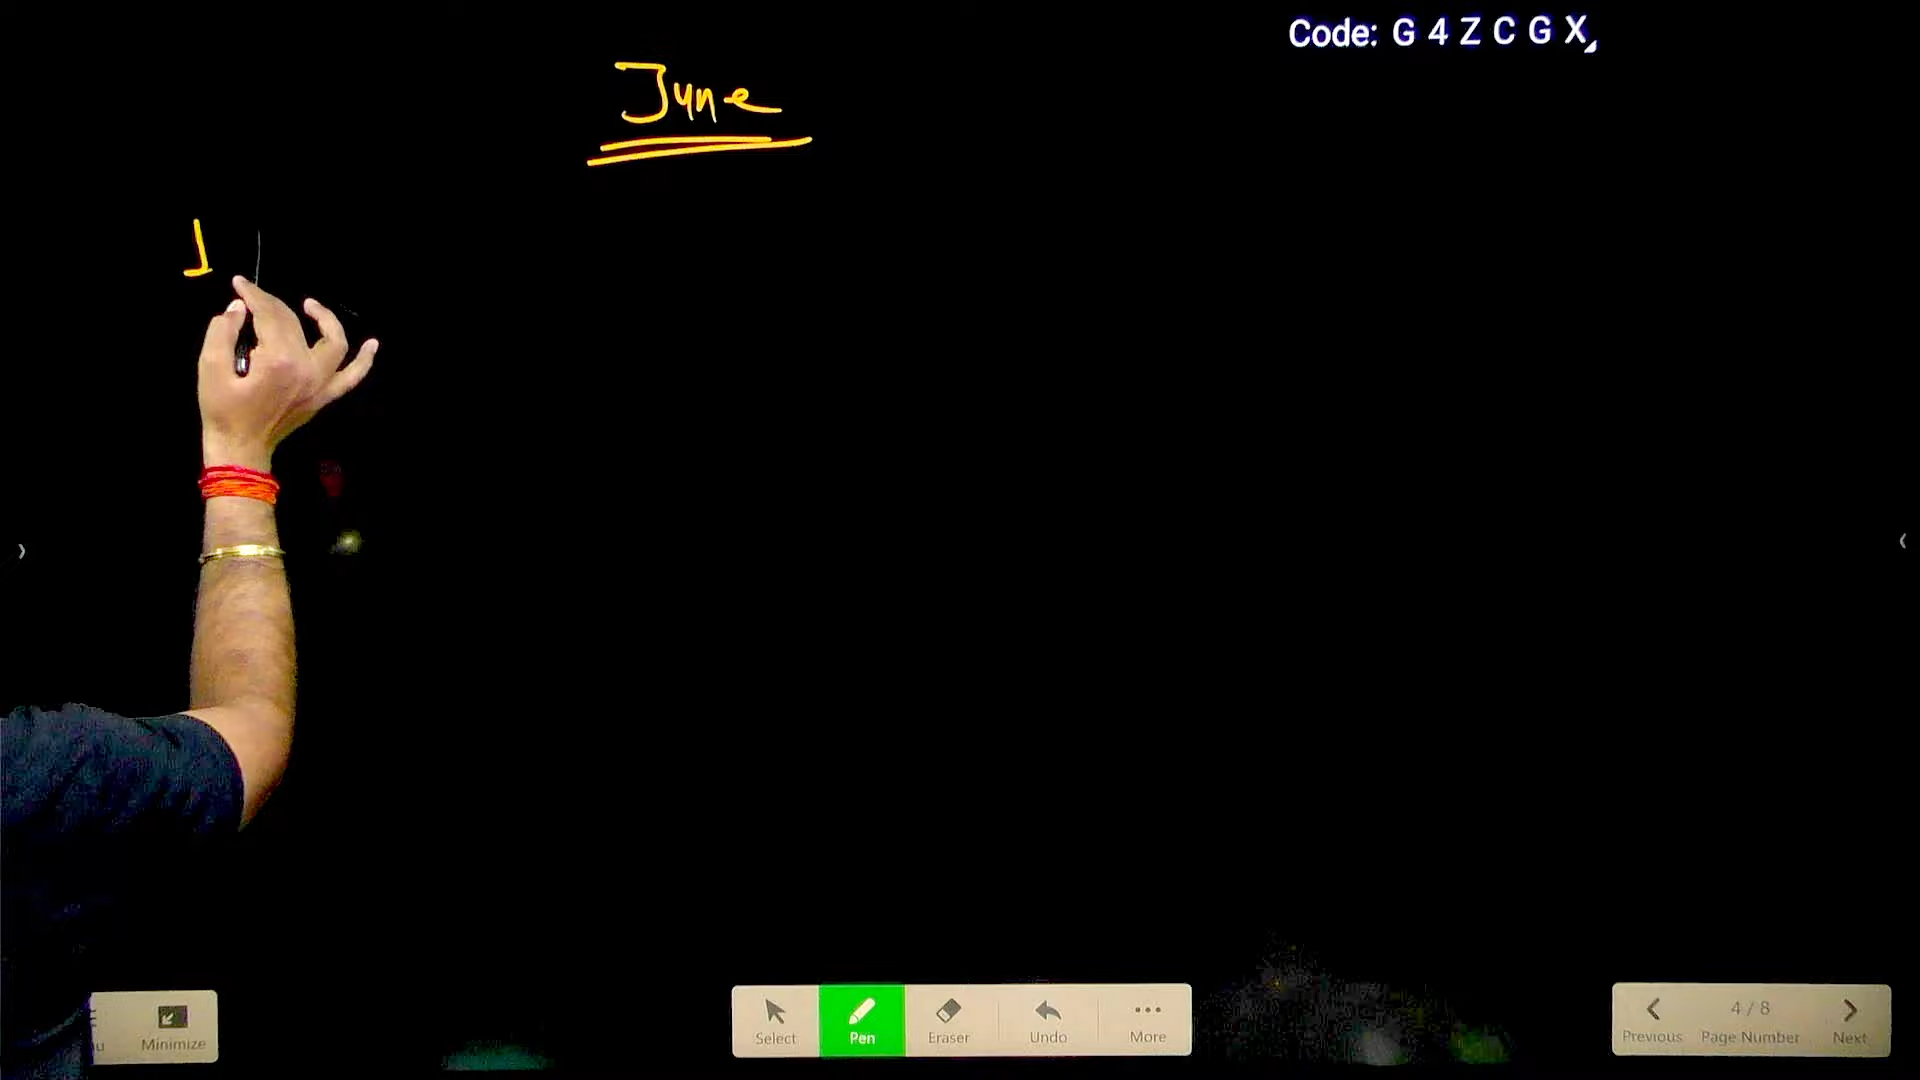 Code: G 4 Z C G X
June
1
Minimize
Select
Pen
Eraser
Undo
More
4 / 8
Previous
Page Number
Next